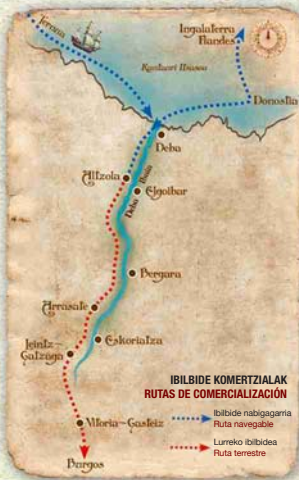 Ingalaterra
Flandes
Kantauri Itsasoa
Donostia
Deba
Altzola
Elgoibar
Deba Ibaia
Bergara
Arrasate
Eskoriatza
Leintz-
Gatzaga
IBILBIDE KOMERTZIALAK
RUTAS DE COMERCIALIZACIÓN
Ibilbide nabigagarria
Ruta navegable
Vitoria-Gasteiz
Lurreko ibilbidea
Ruta terrestre
Burgos